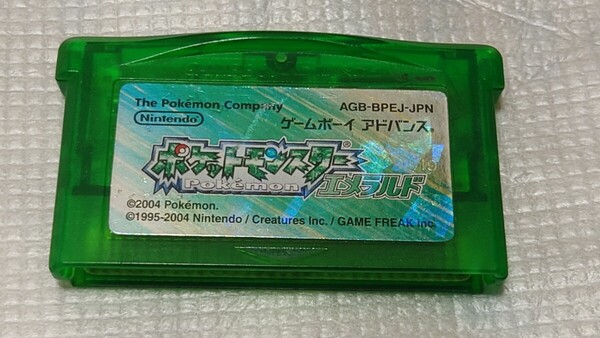 The Pokémon Company AGB-BPEJ-JPN
Nintendo ゲームボーイ アドバンス
ポケットモンスター
Pokémon エメラルド
©2004 Pokémon.
©1995-2004 Nintendo / Creatures Inc. / GAME FREAK inc.